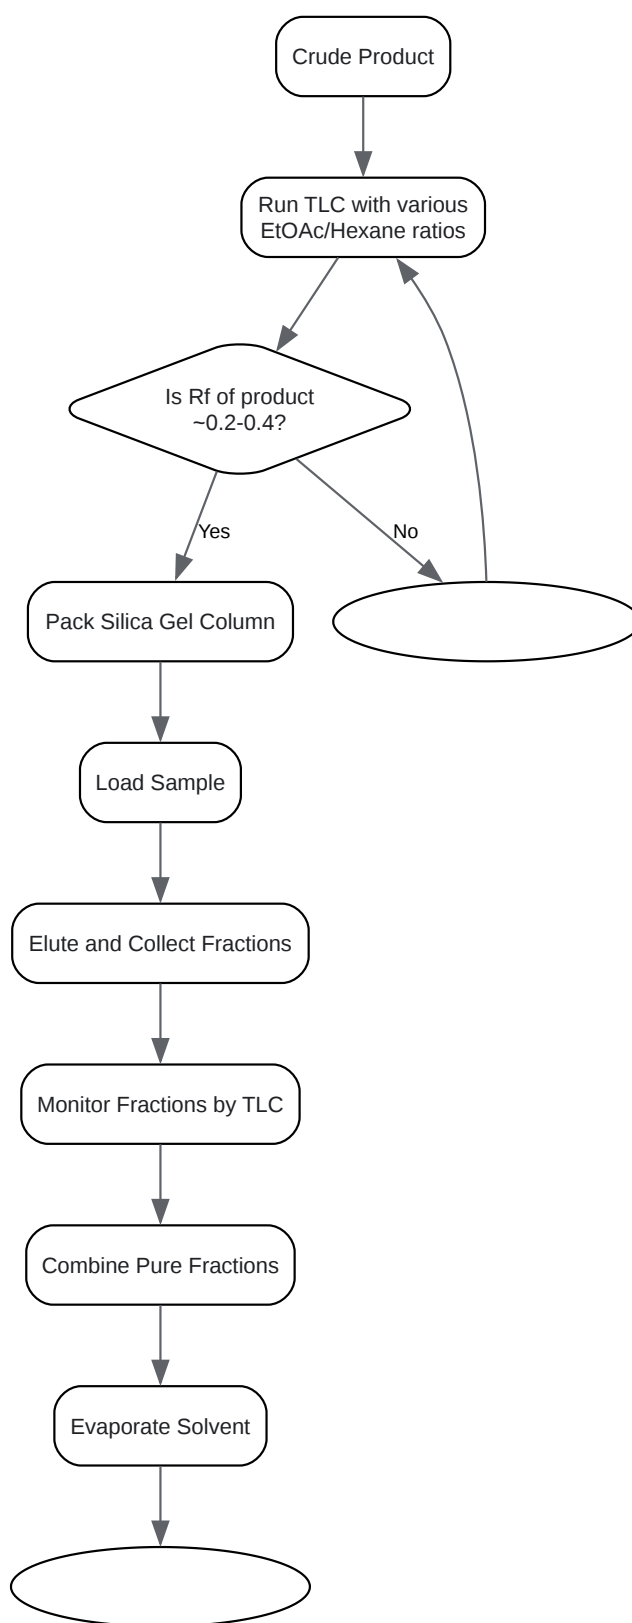 Crude Product
Run TLC with various
EtOAc/Hexane ratios
Is Rf of product
~0.2-0.4?
Yes
No
Pack Silica Gel Column
Load Sample
Elute and Collect Fractions
Monitor Fractions by TLC
Combine Pure Fractions
Evaporate Solvent